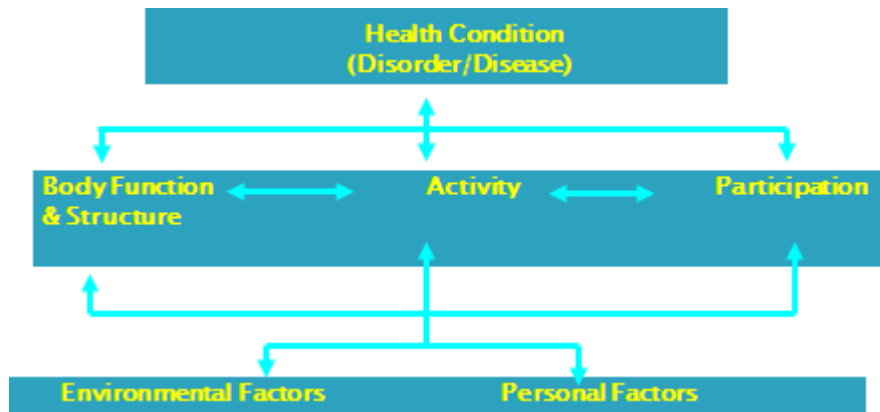 Health Condition
(Disorder/Disease)
Body Function Activity Participation
& Structure
Environmental Factors Personal Factors